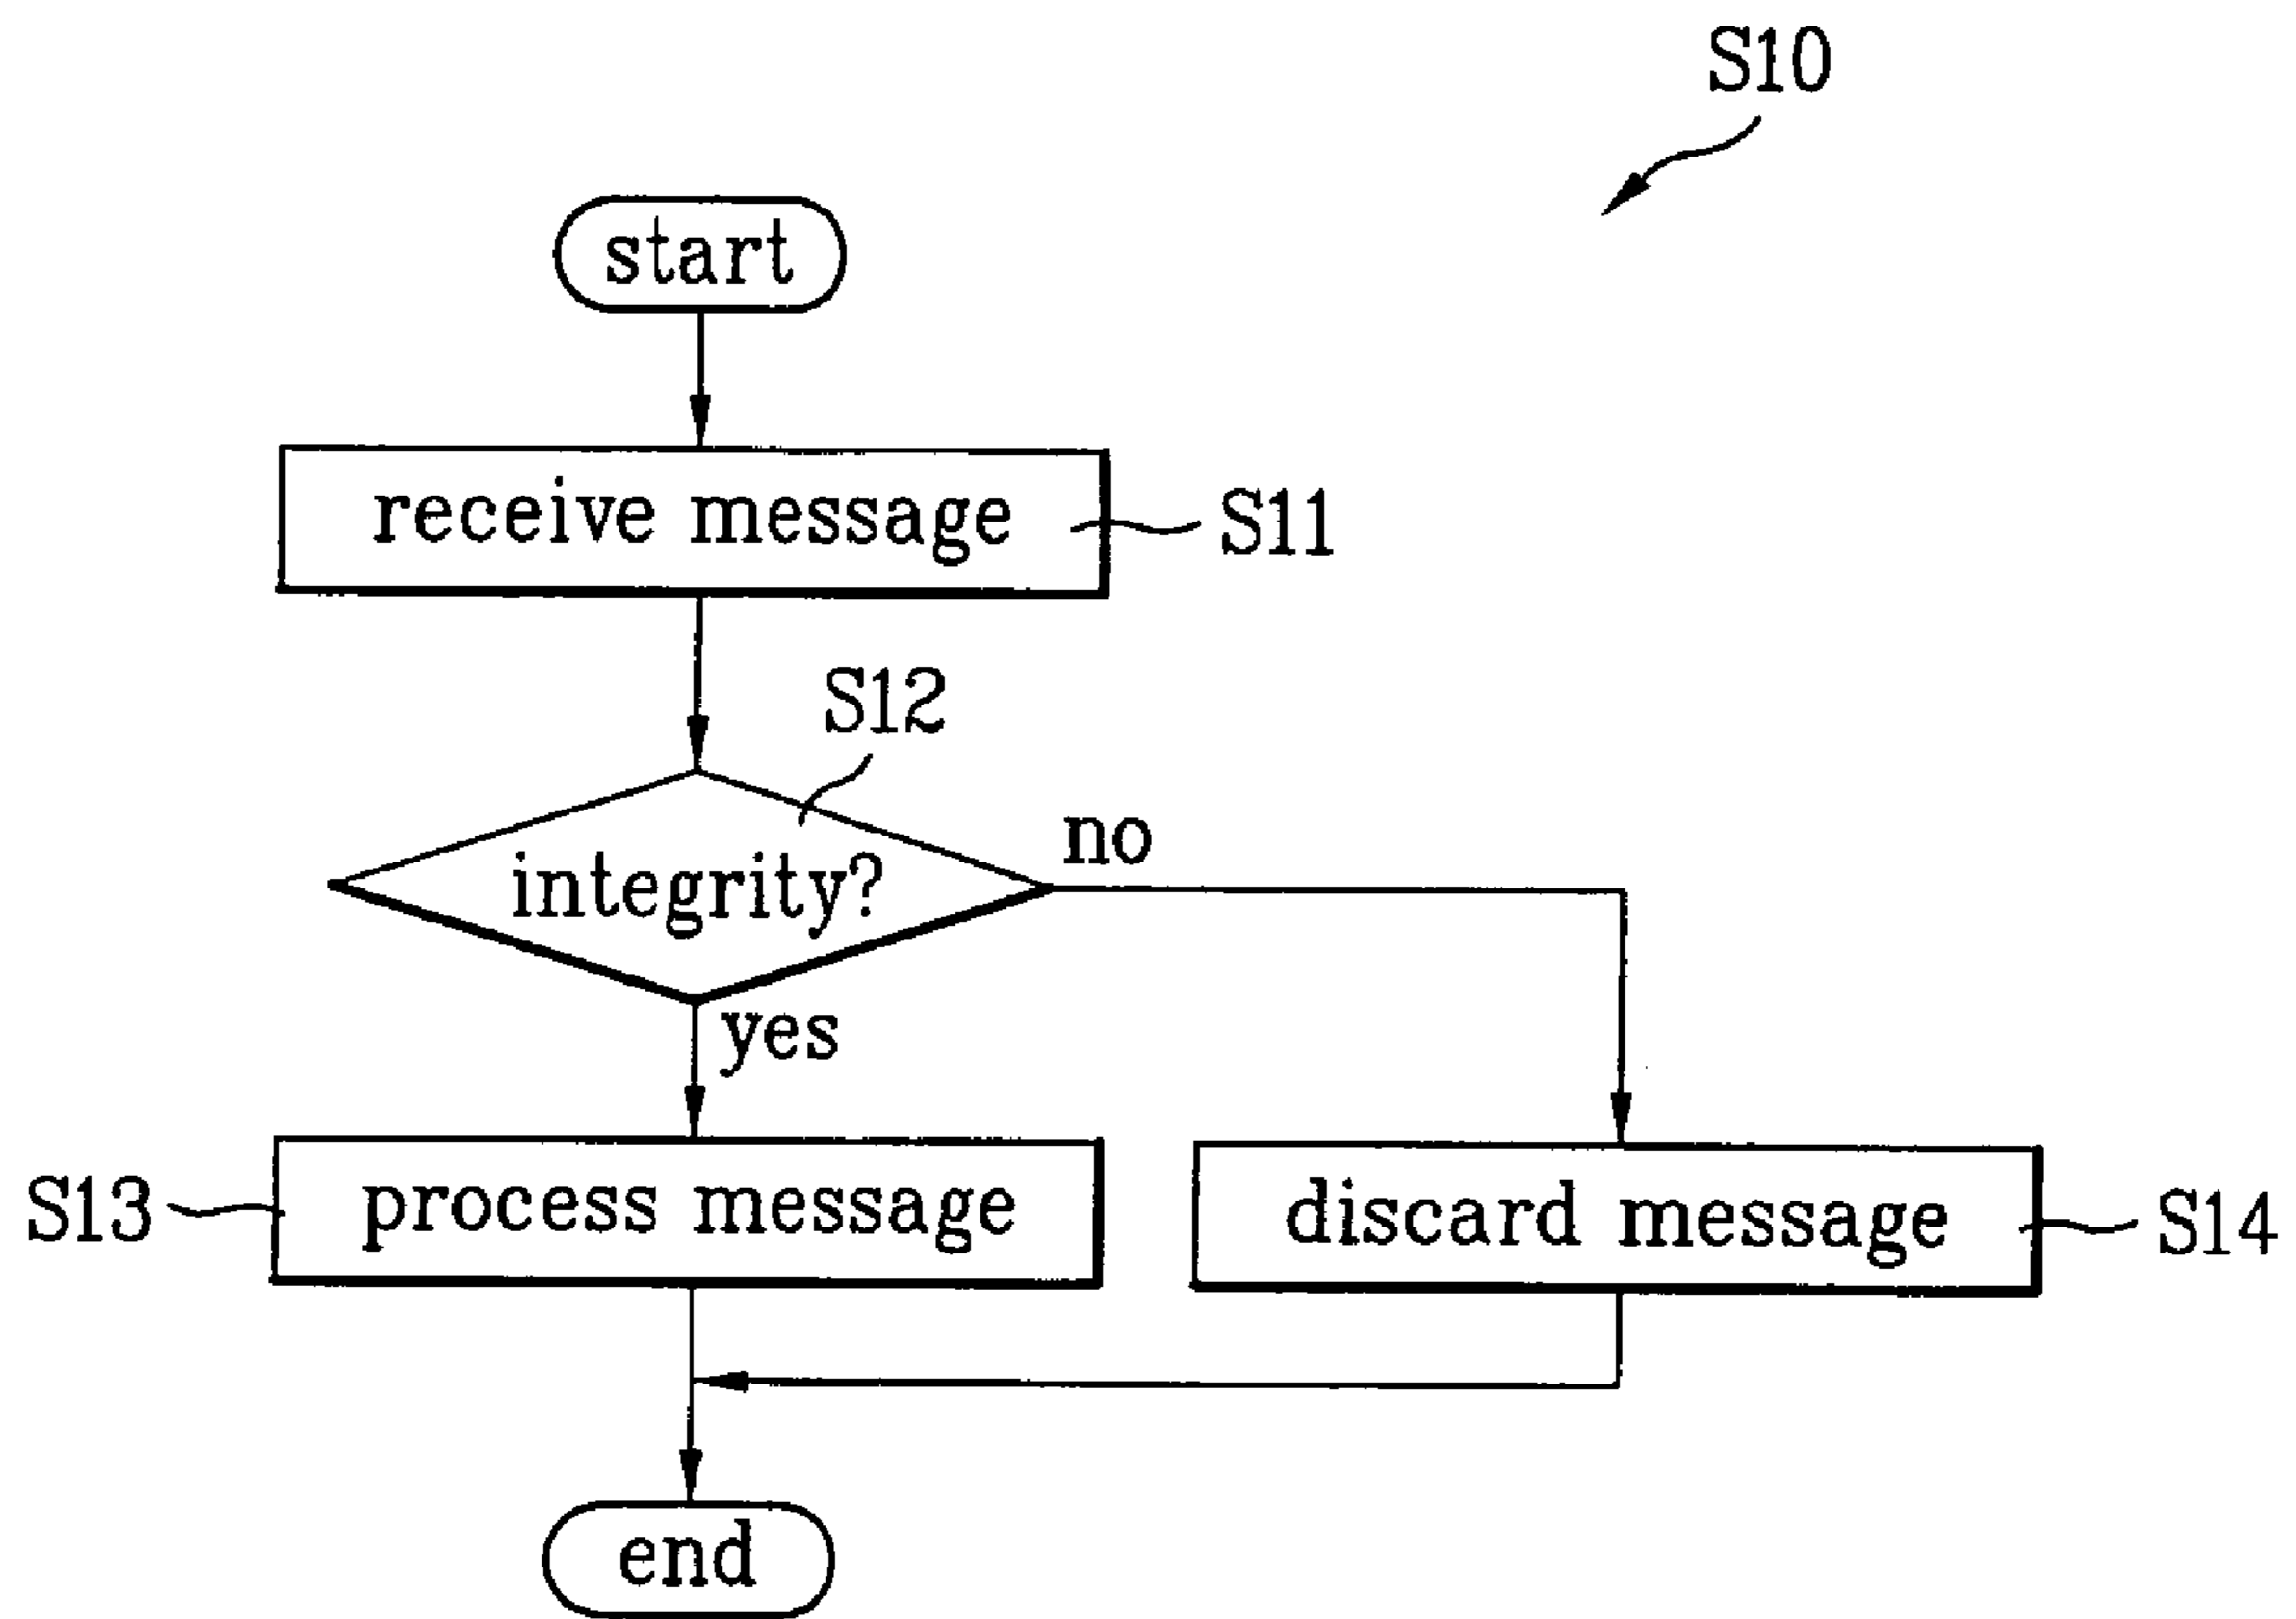 S10
start
receive message
S11
S12
integrity?
no
yes
S13
process message
discard message
S14
end